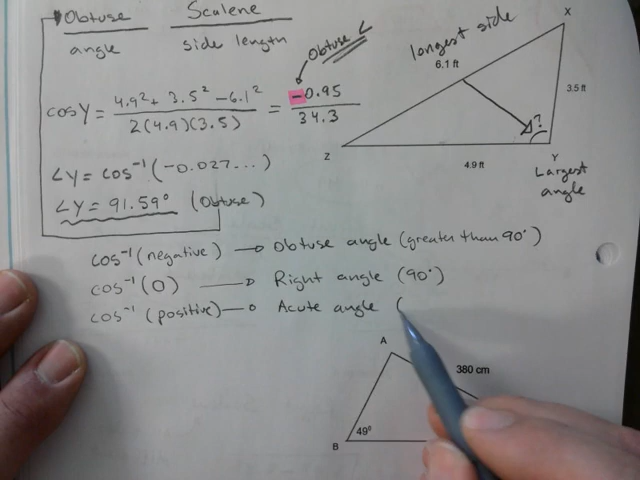 Obtuse Scalene
angle side length
Obtuse ∠
cosY = 4.9² + 3.5² - 6.1² / 2(4.9)(3.5) = -0.95 / 34.3
∠Y = cos⁻¹(-0.027...)
∠Y = 91.59° (Obtuse)
longest side
X
6.1 ft
3.5 ft
?
Z
4.9 ft
Y
Largest
angle
cos⁻¹(negative) → Obtuse angle (greater than 90°)
cos⁻¹(0) → Right angle (90°)
cos⁻¹(positive) → Acute angle (
A
380 cm
49⁰
B